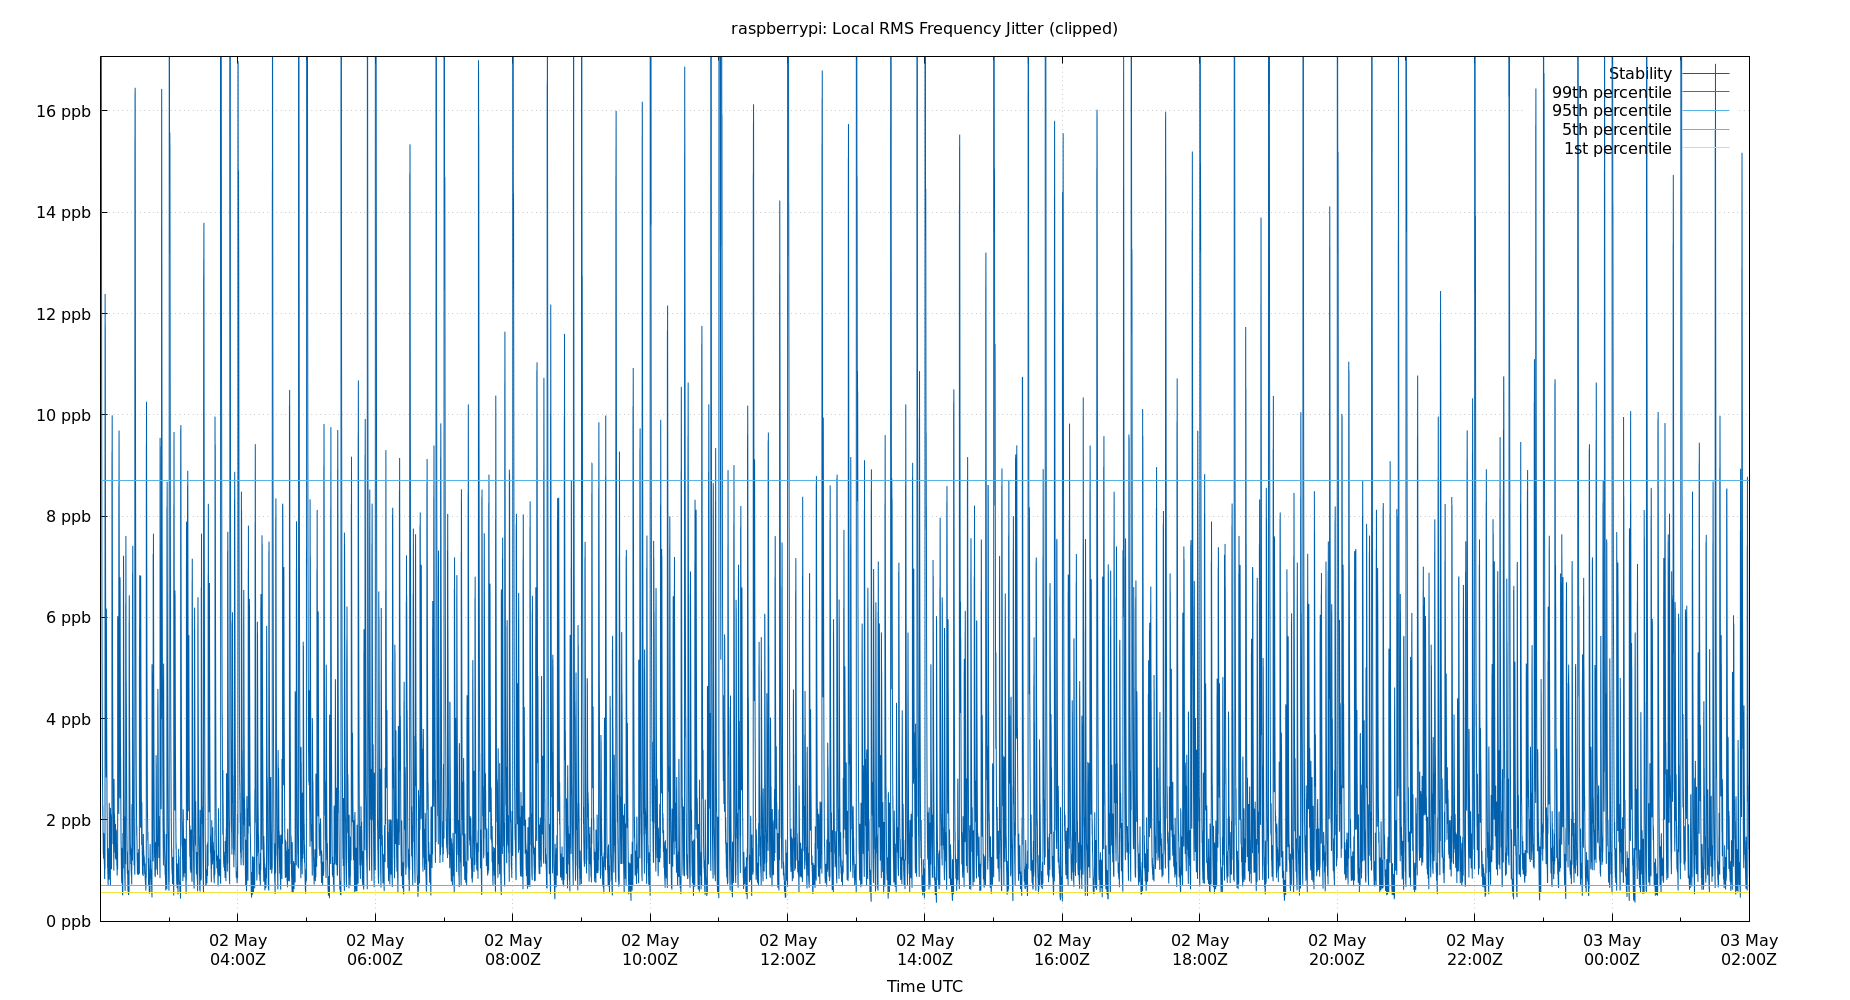 raspberrypi: Local RMS Frequency Jitter (clipped)
Stability
99th percentile
95th percentile
5th percentile
1st percentile
16 ppb
14 ppb
12 ppb
10 ppb
8 ppb
6 ppb
4 ppb
2 ppb
0 ppb
02 May 02 May 02 May 02 May 02 May 02 May 02 May 02 May 02 May 02 May 03 May 03 May
04:00Z 06:00Z 08:00Z 10:00Z 12:00Z 14:00Z 16:00Z 18:00Z 20:00Z 22:00Z 00:00Z 02:00Z
Time UTC